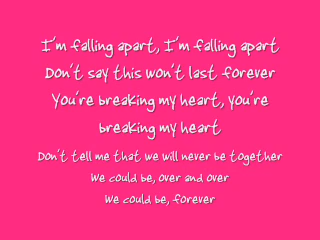 I'm falling apart, I'm falling apart
Don't say this won't last forever
You're breaking my heart, you're
breaking my heart
Don't tell me that we will never be together
We could be, over and over
We could be, forever